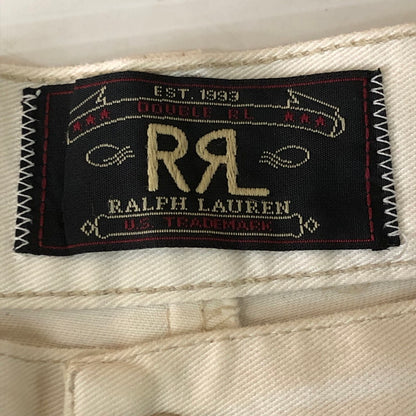 EST. 1993
DOUBLE RL
RRL
RALPH LAUREN
U.S. TRADEMARK